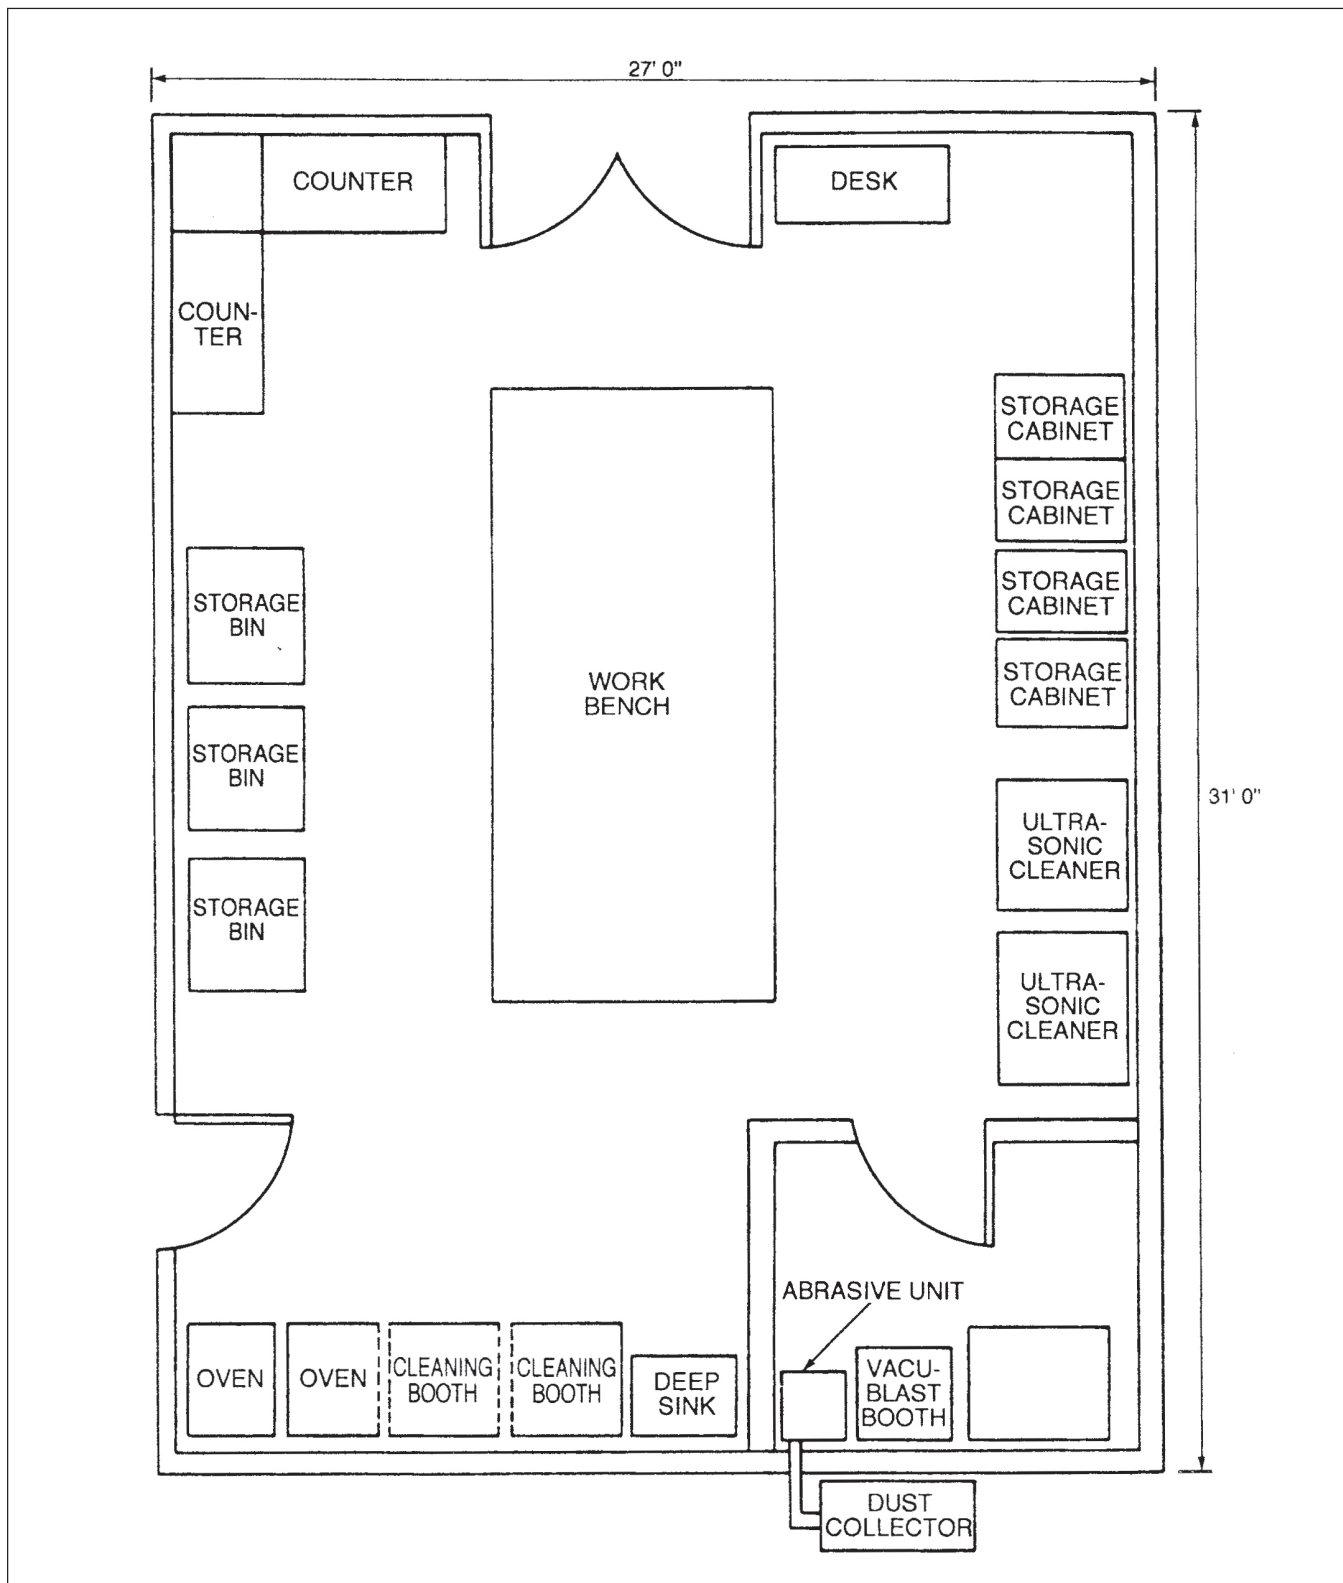 27' 0"
COUNTER
DESK
COUN-
TER
STORAGE
CABINET
STORAGE
CABINET
STORAGE
BIN
STORAGE
CABINET
STORAGE
CABINET
WORK
BENCH
STORAGE
BIN
31' 0"
ULTRA-
SONIC
CLEANER
STORAGE
BIN
ULTRA-
SONIC
CLEANER
ABRASIVE UNIT
OVEN
OVEN
CLEANING
BOOTH
CLEANING
BOOTH
DEEP
SINK
VACU-
BLAST
BOOTH
DUST
COLLECTOR